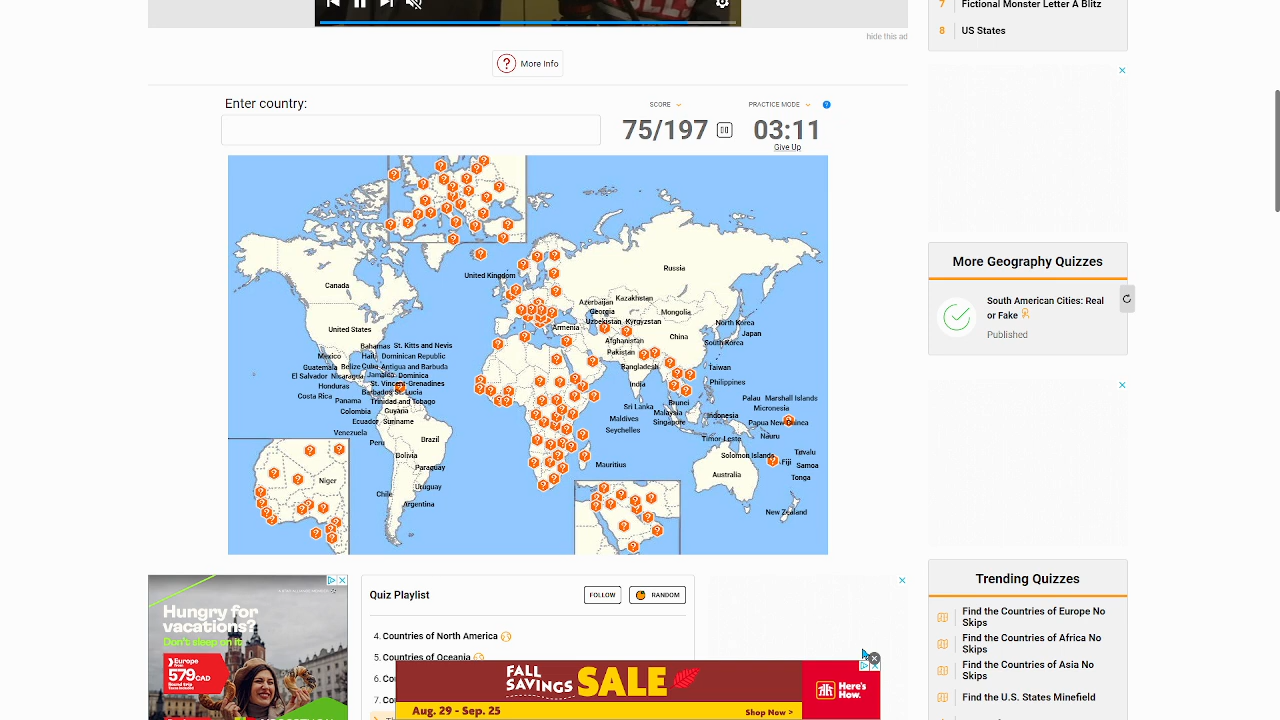 7 Fictional Monster Letter A Blitz
8 US States
hide this ad
? More Info
Enter country:
SCORE
PRACTICE MODE
?
75/197
03:11
Give Up
Canada
United States
Bahamas
St. Kitts and Nevis
Mexico
Haiti
Dominican Republic
Guatemala
Belize
Cuba
Antigua and Barbuda
El Salvador
Nicaragua
Jamaica
Dominica
Honduras
St. Vincent-Grenadines
Costa Rica
Barbados
St. Lucia
Panama
Trinidad and Tobago
Colombia
Guyana
Ecuador
Suriname
Venezuela
Peru
Brazil
Bolivia
Paraguay
Uruguay
Chile
Argentina
Niger
United Kingdom
Russia
Azerbaijan
Kazakhstan
Georgia
Mongolia
Uzbekistan
Kyrgyzstan
Armenia
North Korea
Japan
China
South Korea
Afghanistan
Pakistan
Bangladesh
Taiwan
India
Philippines
Palau
Marshall Islands
Sri Lanka
Brunei
Micronesia
Maldives
Malaysia
Indonesia
Singapore
Papua New Guinea
Seychelles
Nauru
Timor-Leste
Solomon Islands
Tuvalu
Fiji
Samoa
Mauritius
Australia
Tonga
New Zealand
More Geography Quizzes
South American Cities: Real
or Fake
Published
Hungry for
vacations?
Don't sleep on it.
Europe
579CAD
Quiz Playlist
FOLLOW
RANDOM
4. Countries of North America
5. Countries of Oceania
FALL
SAVINGS
SALE
Aug. 29 - Sep. 25
Shop Now >
Here's
How.
Trending Quizzes
Find the Countries of Europe No
Skips
Find the Countries of Africa No
Skips
Find the Countries of Asia No
Skips
Find the U.S. States Minefield